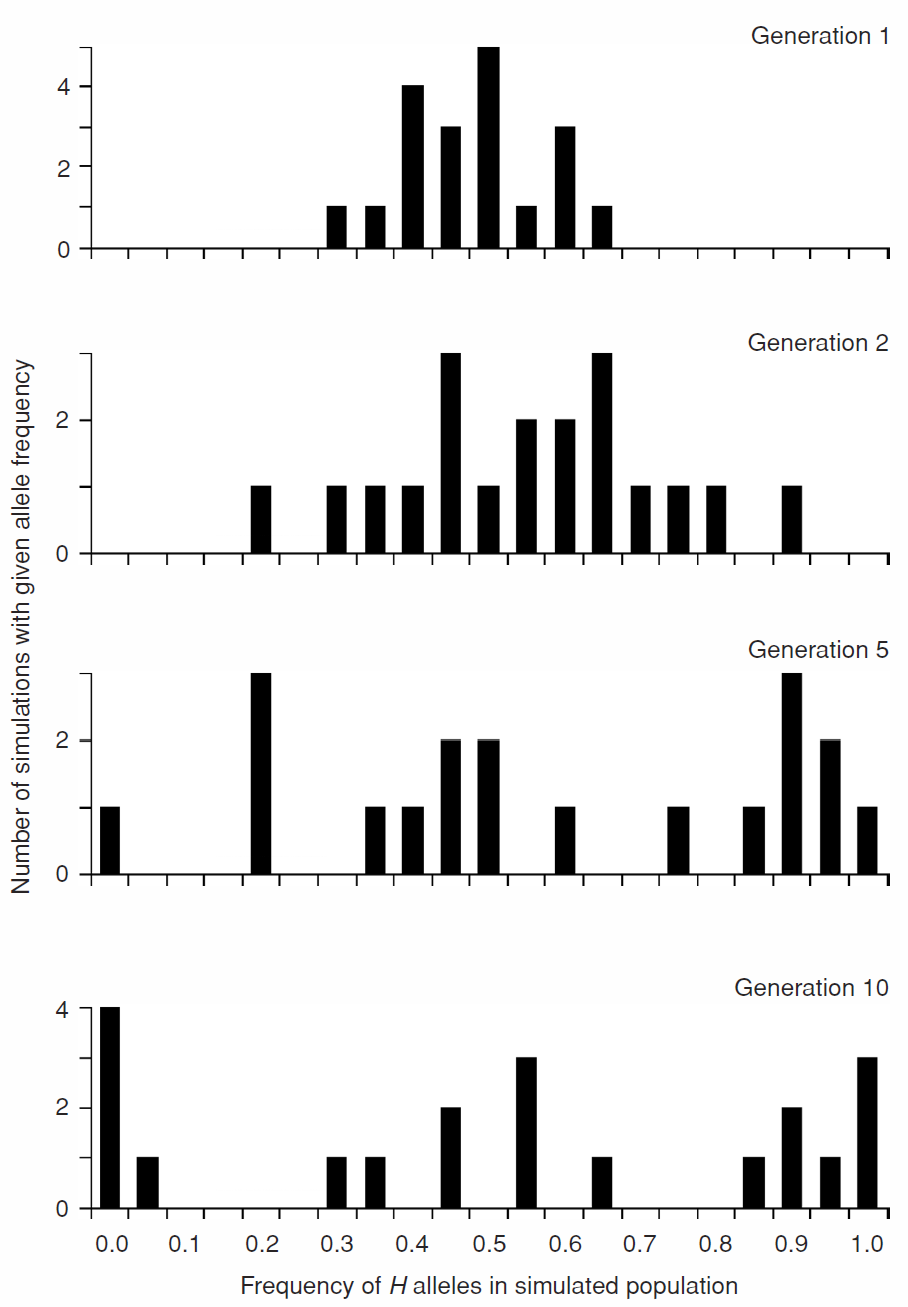 Generation 1
4
2
0
Generation 2
2
0
Generation 5
2
0
Generation 10
4
2
0
0.0 0.1 0.2 0.3 0.4 0.5 0.6 0.7 0.8 0.9 1.0
Frequency of H alleles in simulated population
Number of simulations with given allele frequency